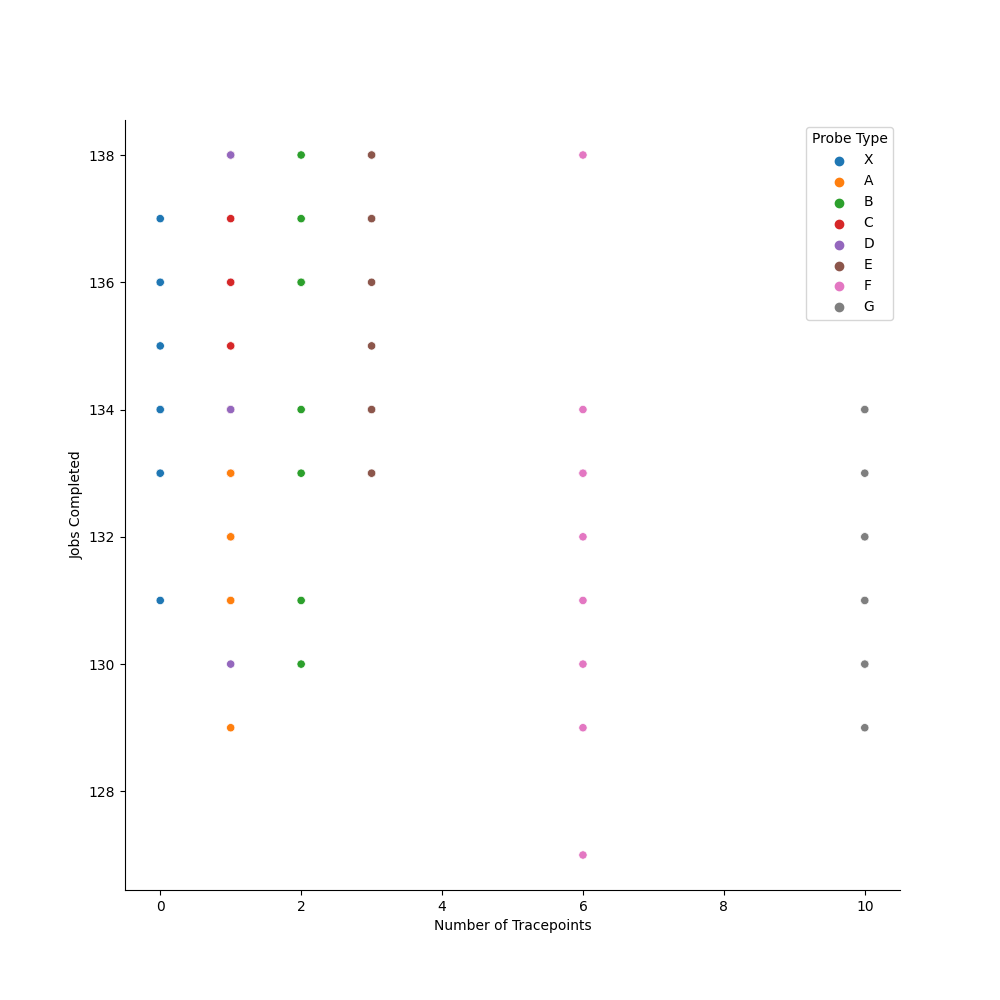 Probe Type
X
A
B
C
D
E
F
G
138
136
134
132
130
128
Jobs Completed
0 2 4 6 8 10
Number of Tracepoints